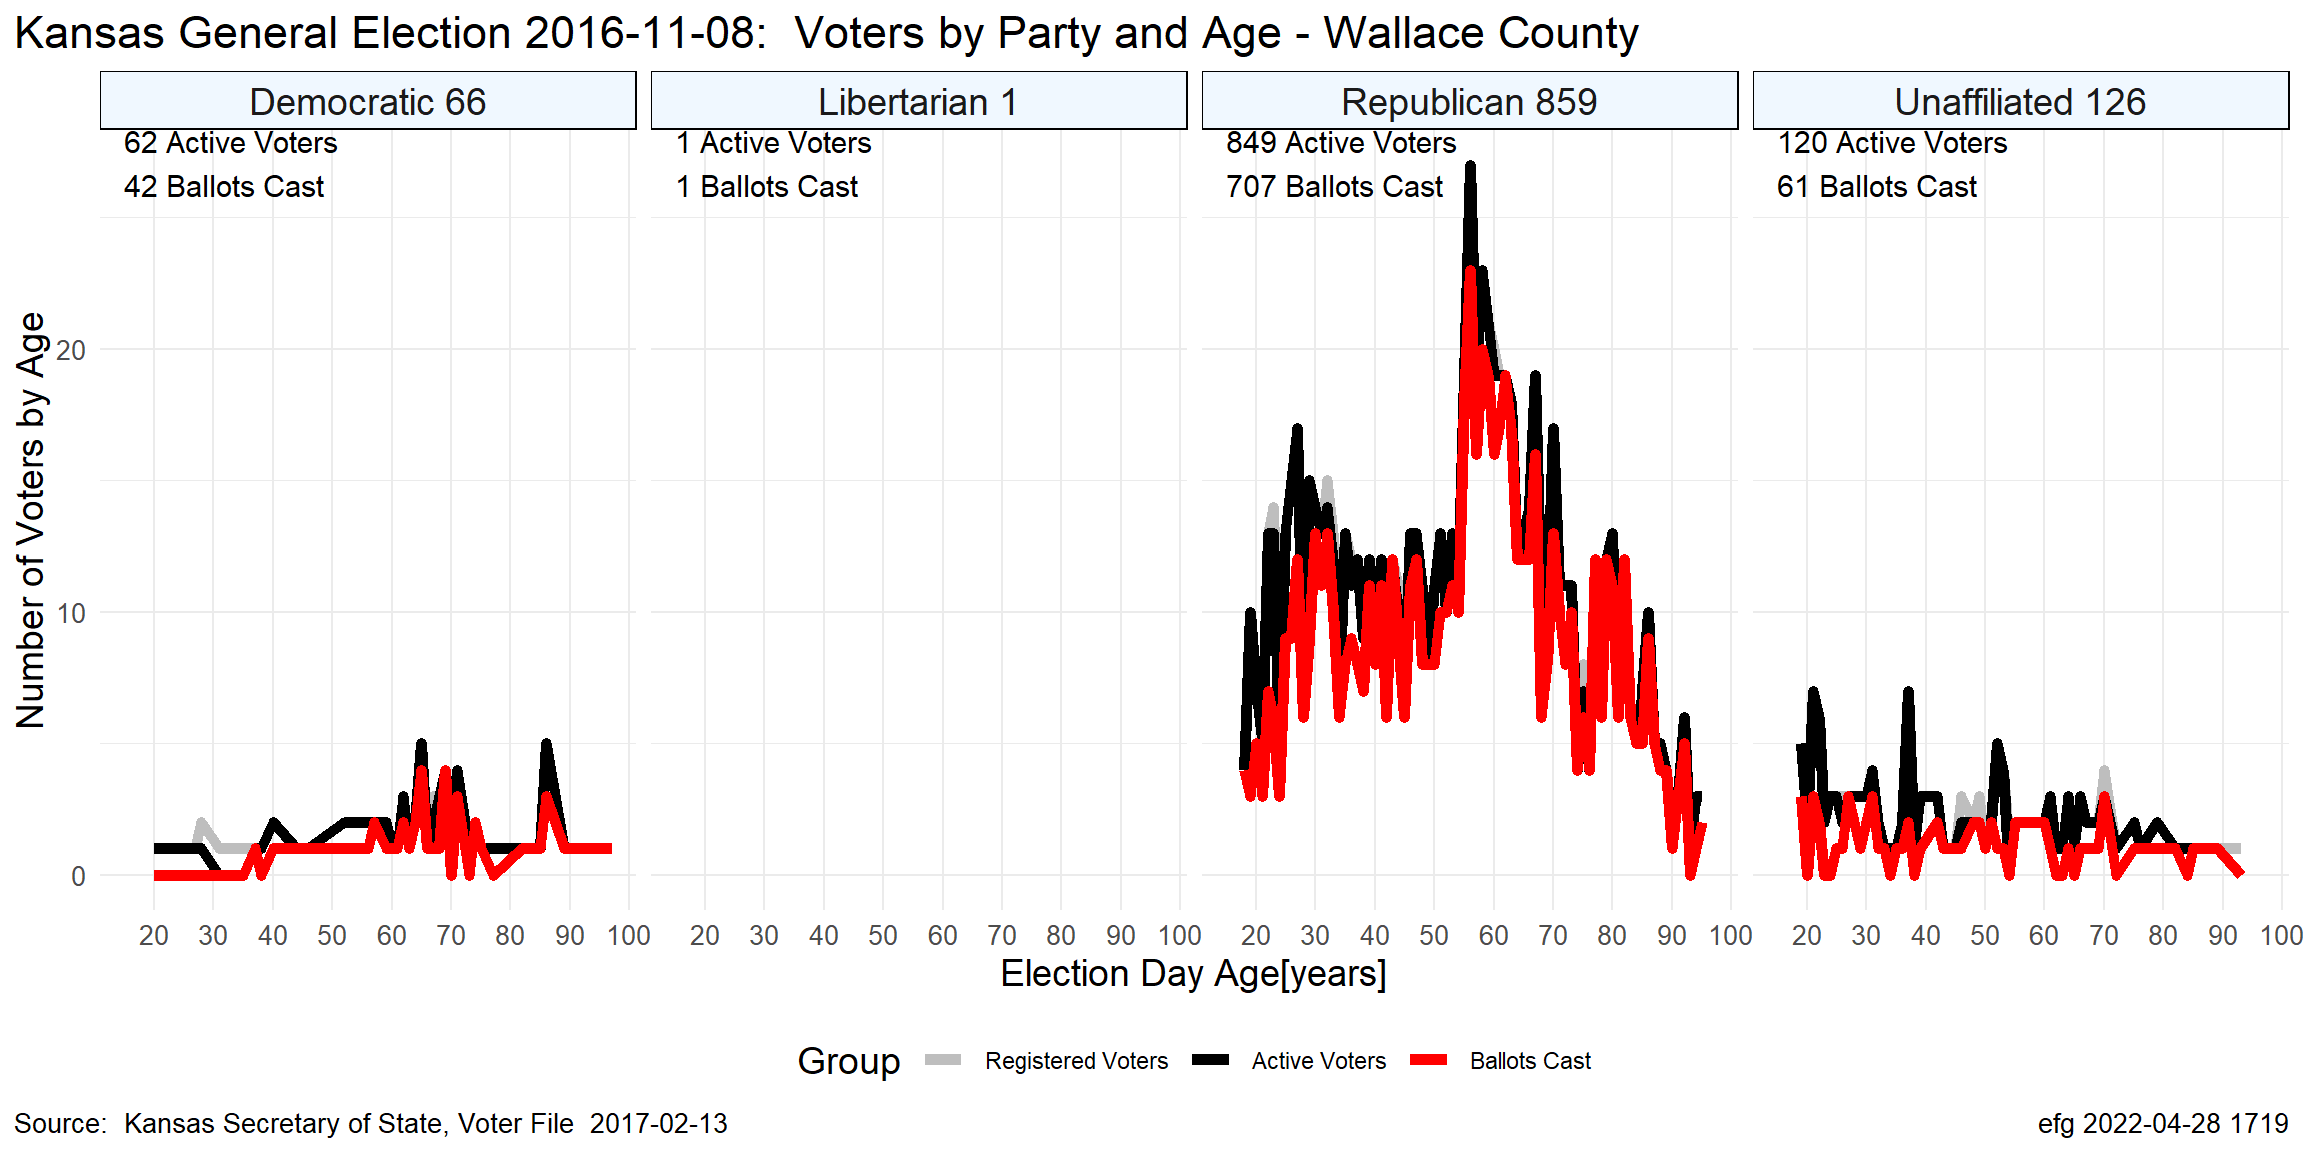 Kansas General Election 2016-11-08:  Voters by Party and Age - Wallace County
Democratic 66
Libertarian 1
Republican 859
Unaffiliated 126
62 Active Voters
42 Ballots Cast
1 Active Voters
1 Ballots Cast
849 Active Voters
707 Ballots Cast
120 Active Voters
61 Ballots Cast
Number of Voters by Age
20
10
0
20 30 40 50 60 70 80 90 100
20 30 40 50 60 70 80 90 100
20 30 40 50 60 70 80 90 100
20 30 40 50 60 70 80 90 100
Election Day Age[years]
Group Registered Voters Active Voters Ballots Cast
Source:  Kansas Secretary of State, Voter File  2017-02-13
efg 2022-04-28 1719